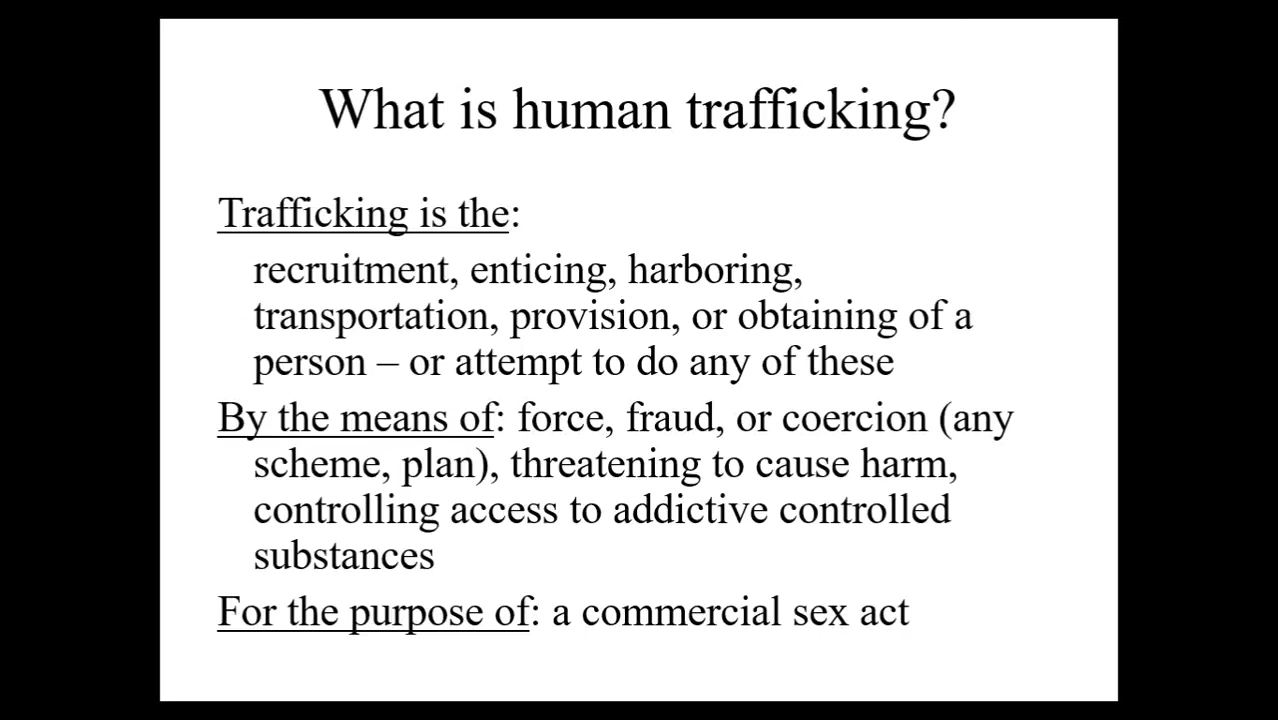 What is human trafficking?
Trafficking is the:
recruitment, enticing, harboring,
transportation, provision, or obtaining of a
person – or attempt to do any of these
By the means of: force, fraud, or coercion (any
scheme, plan), threatening to cause harm,
controlling access to addictive controlled
substances
For the purpose of: a commercial sex act